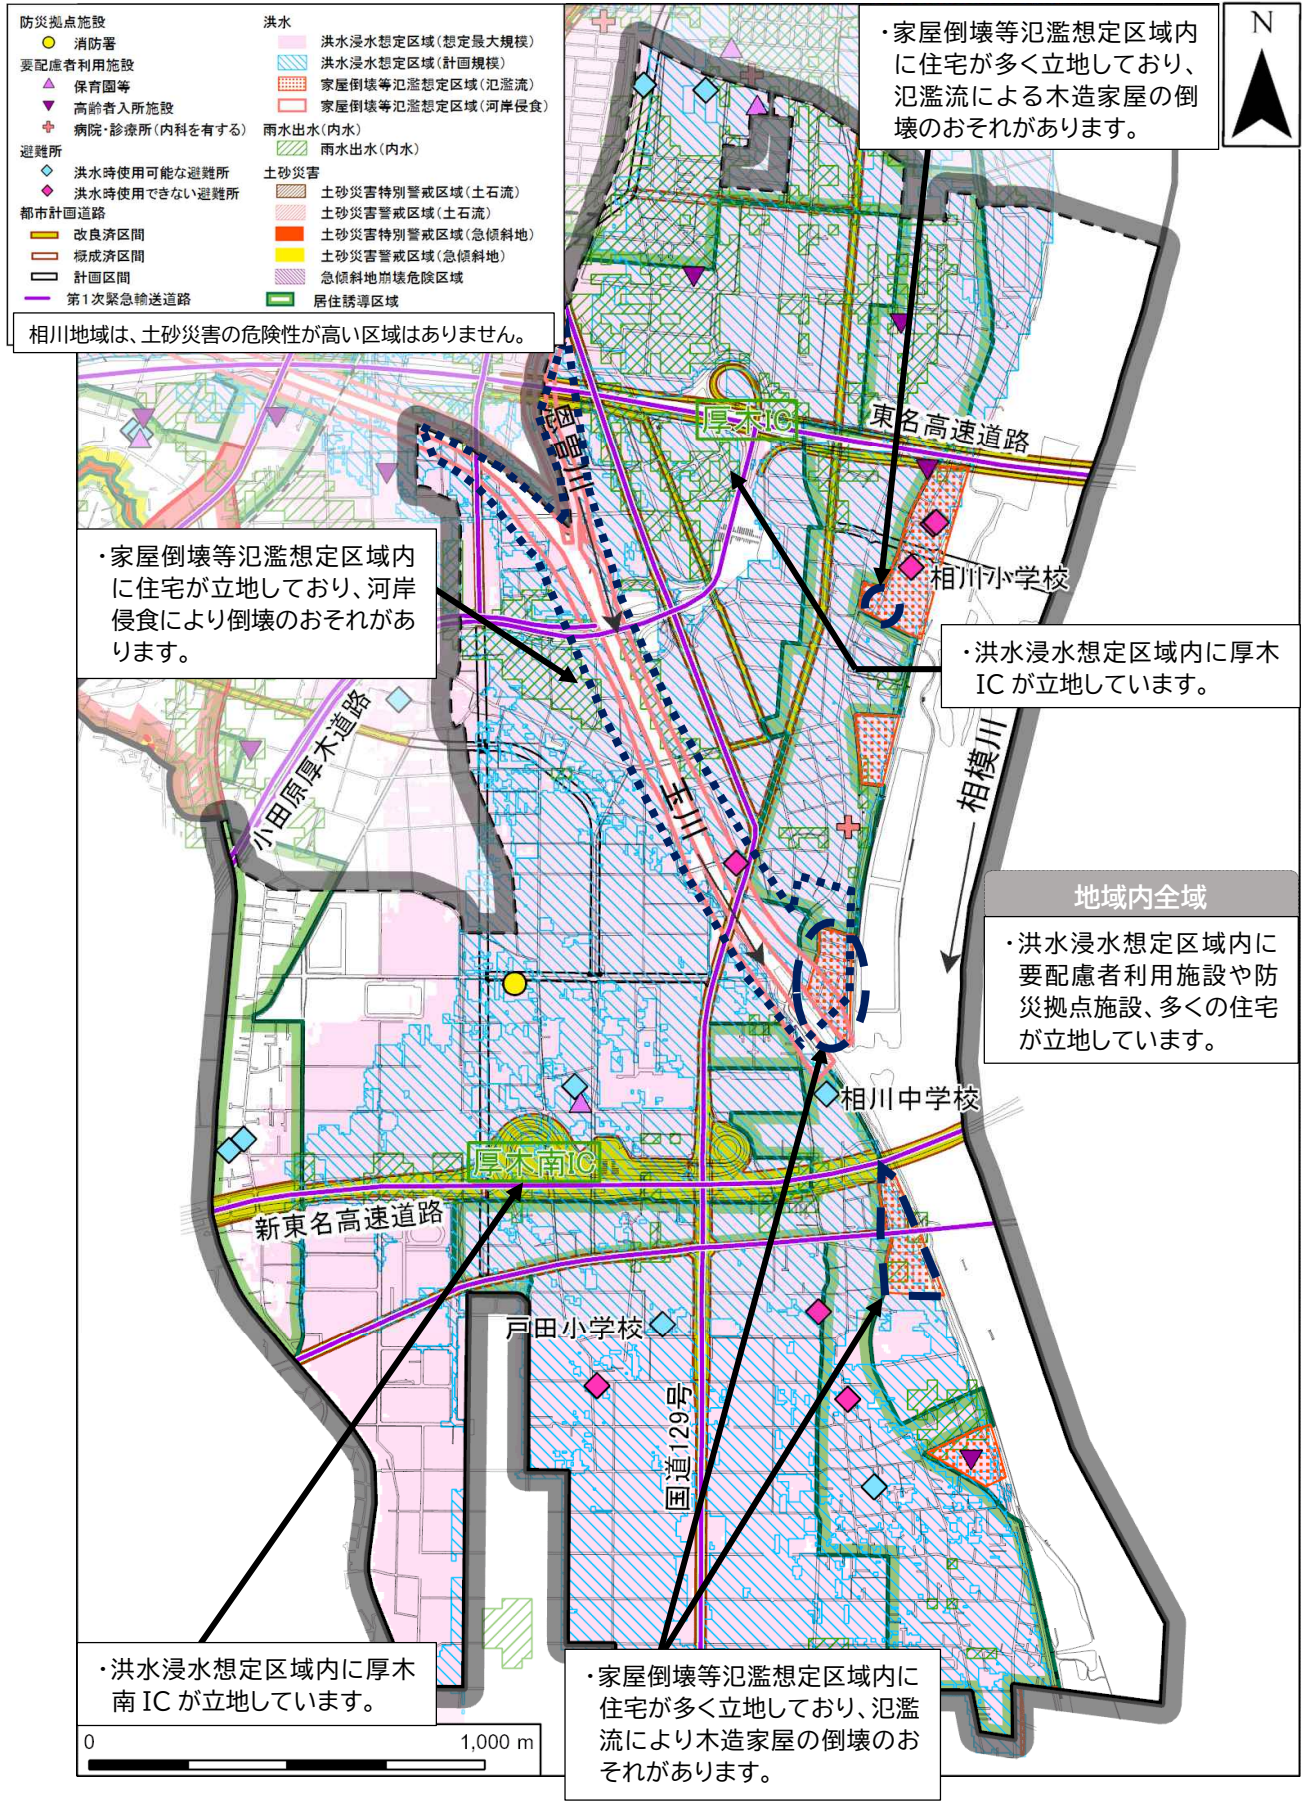 防災拠点施設
消防署
要配慮者利用施設
保育園等
高齢者入所施設
病院・診療所(内科を有する)
避難所
洪水時使用可能な避難所
洪水時使用できない避難所
都市計画道路
改良済区間
概成済区間
計画区間
第1次緊急輸送道路
洪水
洪水浸水想定区域(想定最大規模)
洪水浸水想定区域(計画規模)
家屋倒壊等氾濫想定区域(氾濫流)
家屋倒壊等氾濫想定区域(河岸侵食)
雨水出水(内水)
雨水出水(内水)
土砂災害
土砂災害特別警戒区域(土石流)
土砂災害警戒区域(土石流)
土砂災害特別警戒区域(急傾斜地)
土砂災害警戒区域(急傾斜地)
急傾斜地崩壊危険区域
居住誘導区域
相川地域は、土砂災害の危険性が高い区域はありません。
・家屋倒壊等氾濫想定区域内
に住宅が多く立地しており、
氾濫流による木造家屋の倒
壊のおそれがあります。
N
恩曽川
厚木IC
東名高速道路
・家屋倒壊等氾濫想定区域内
に住宅が立地しており、河岸
侵食により倒壊のおそれがあ
ります。
相川小学校
・洪水浸水想定区域内に厚木
ICが立地しています。
小田原厚木道路
玉川
相模川
地域内全域
・洪水浸水想定区域内に
要配慮者利用施設や防
災拠点施設、多くの住宅
が立地しています。
相川中学校
厚木南IC
新東名高速道路
戸田小学校
国道129号
・洪水浸水想定区域内に厚木
南ICが立地しています。
・家屋倒壊等氾濫想定区域内に
住宅が多く立地しており、氾濫
流により木造家屋の倒壊のお
それがあります。
0 1,000 m